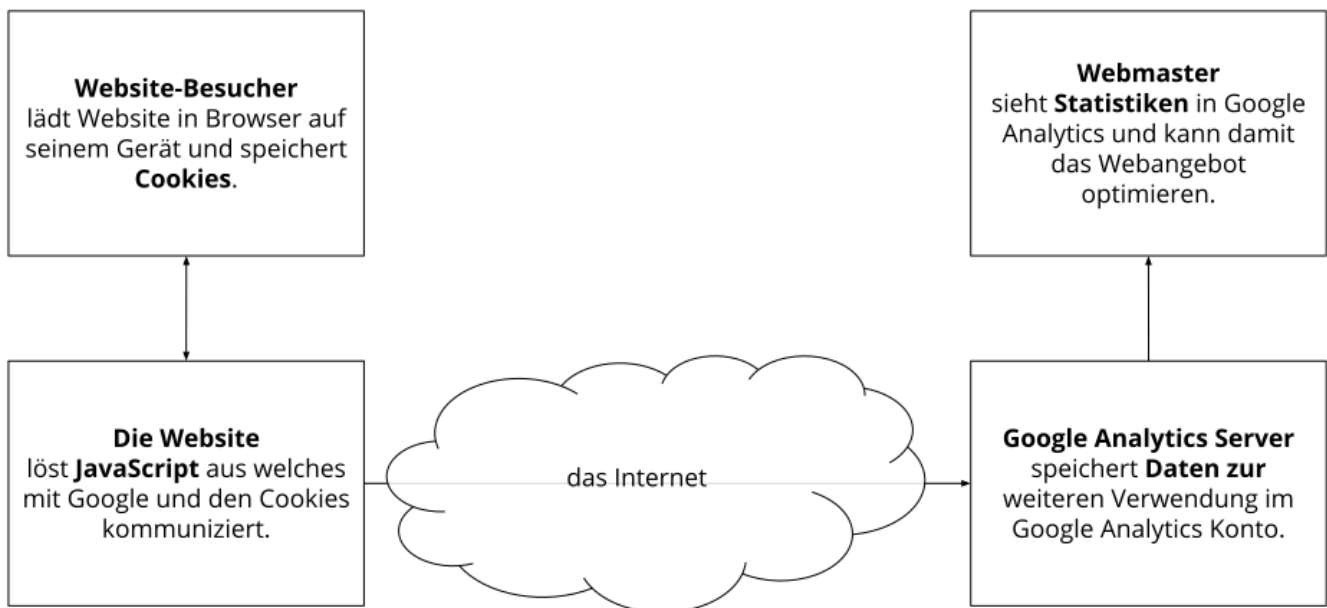 Website-Besucher
lädt Website in Browser auf
seinem Gerät und speichert
Cookies.
Webmaster
sieht Statistiken in Google
Analytics und kann damit
das Webangebot
optimieren.
Die Website
löst JavaScript aus welches
mit Google und den Cookies
kommuniziert.
das Internet
Google Analytics Server
speichert Daten zur
weiteren Verwendung im
Google Analytics Konto.